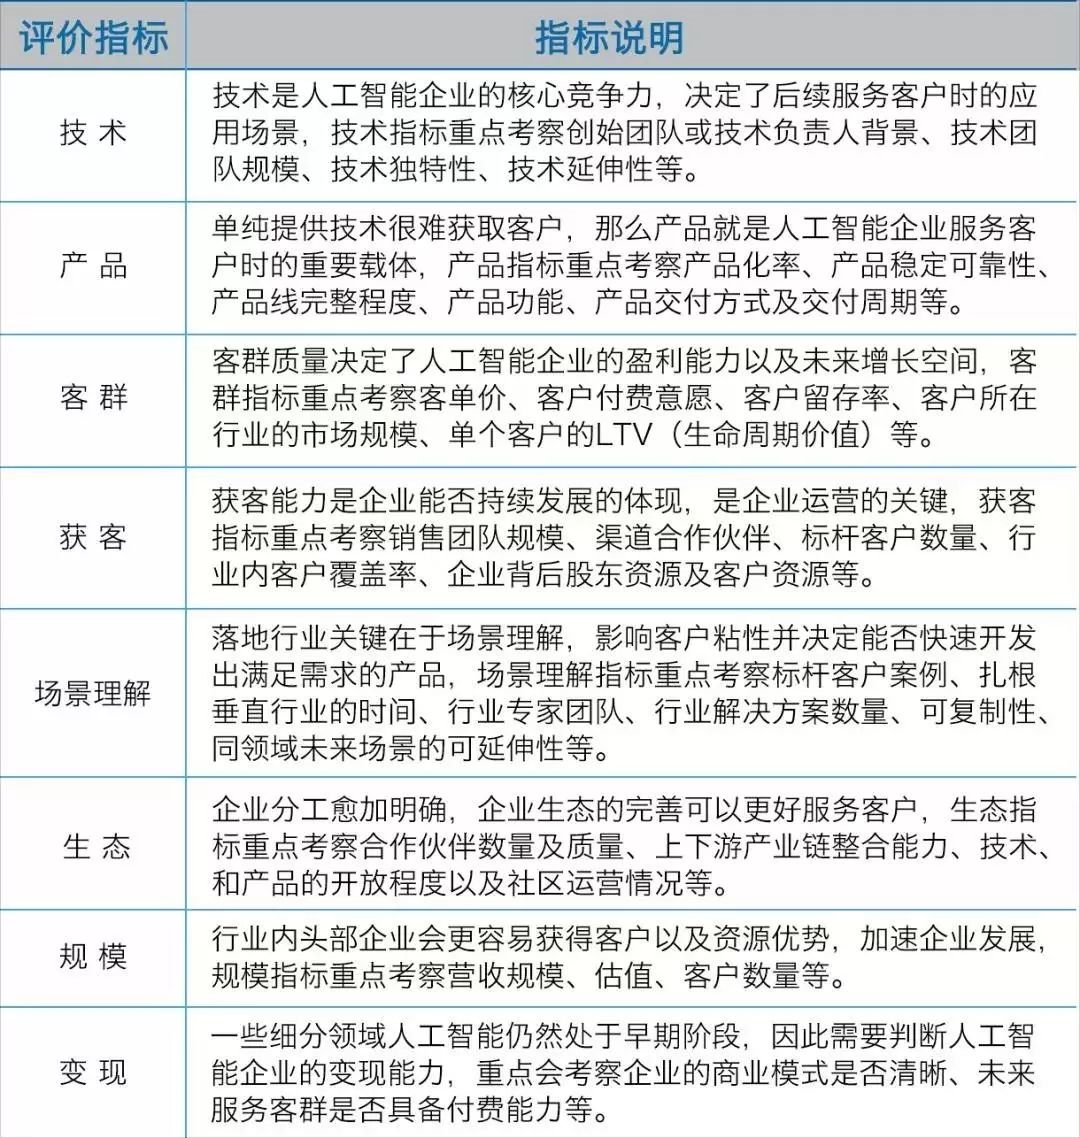 评价指标 指标说明
技术是人工智能企业的核心竞争力，决定了后续服务客户时的应
技 术 用场景，技术指标重点考察创始团队或技术负责人背景、技术团
队规模、技术独特性、技术延伸性等。
单纯提供技术很难获取客户，那么产品就是人工智能企业服务客
产 品 户时的重要载体，产品指标重点考察产品化率、产品稳定可靠性、
产品线完整程度、产品功能、产品交付方式及交付周期等。
客群质量决定了人工智能企业的盈利能力以及未来增长空间，客
客 群 群指标重点考察客单价、客户付费意愿、客户留存率、客户所在
行业的市场规模、单个客户的LTV（生命周期价值）等。
获客能力是企业能否持续发展的体现，是企业运营的关键，获客
获 客 指标重点考察销售团队规模、渠道合作伙伴、标杆客户数量、行
业内客户覆盖率、企业背后股东资源及客户资源等。
落地行业关键在于场景理解，影响客户粘性并决定能否快速开发
出满足需求的产品，场景理解指标重点考察标杆客户案例、扎根
场景理解 垂直行业的时间、行业专家团队、行业解决方案数量、可复制性、
同领域未来场景的可延伸性等。
企业分工愈加明确，企业生态的完善可以更好服务客户，生态指
生 态 标重点考察合作伙伴数量及质量、上下游产业链整合能力、技术、
和产品的开放程度以及社区运营情况等。
行业内头部企业会更容易获得客户以及资源优势，加速企业发展，
规 模 规模指标重点考察营收规模、估值、客户数量等。
一些细分领域人工智能仍然处于早期阶段，因此需要判断人工智
变 现 能企业的变现能力，重点会考察企业的商业模式是否清晰、未来
服务客群是否具备付费能力等。